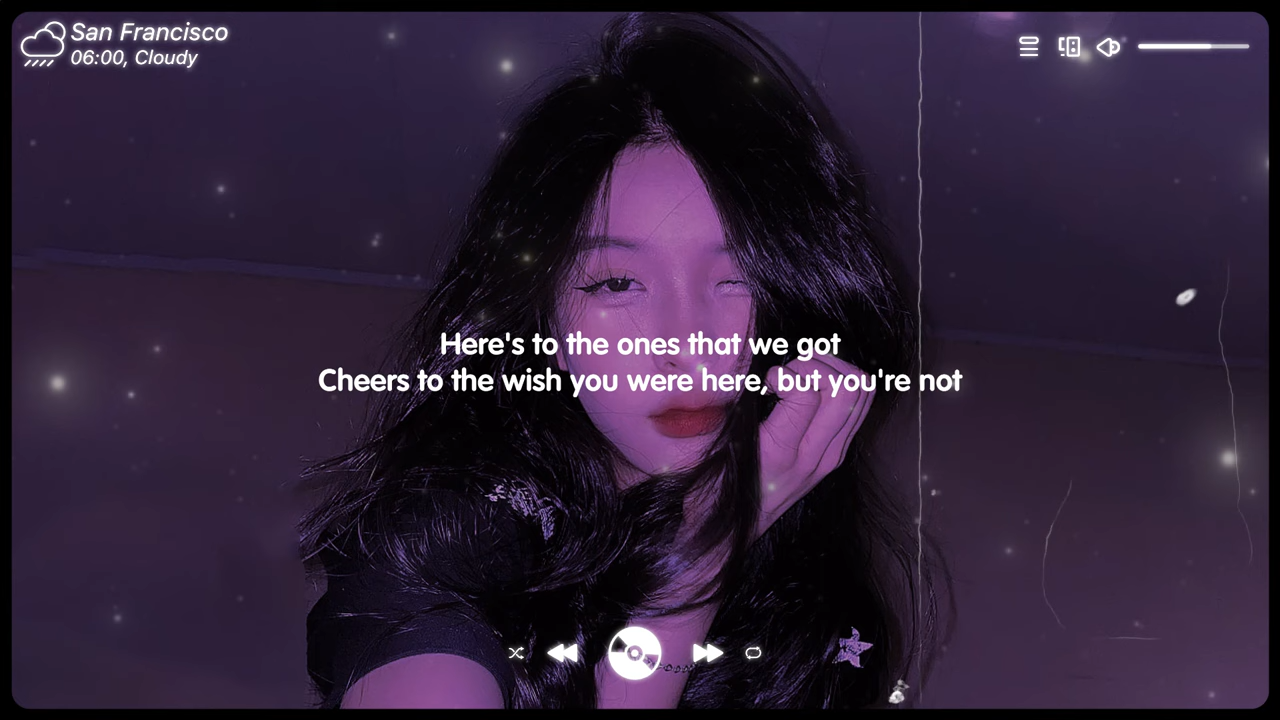 San Francisco
06:00, Cloudy
Here's to the ones that we got
Cheers to the wish you were here, but you're not